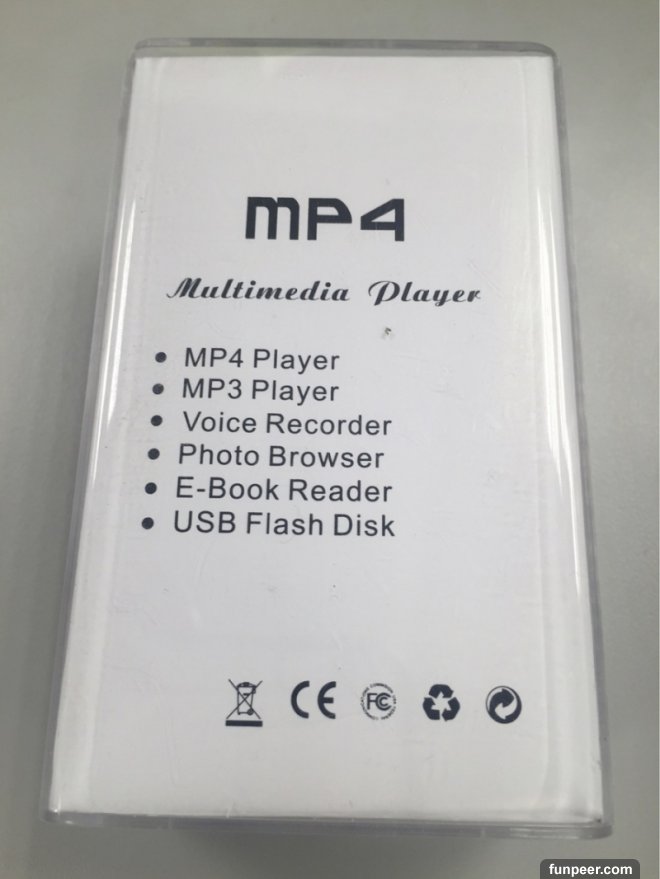 MP4
Multimedia Player
• MP4 Player
• MP3 Player
• Voice Recorder
• Photo Browser
• E-Book Reader
• USB Flash Disk
CE FC
funpeer.com